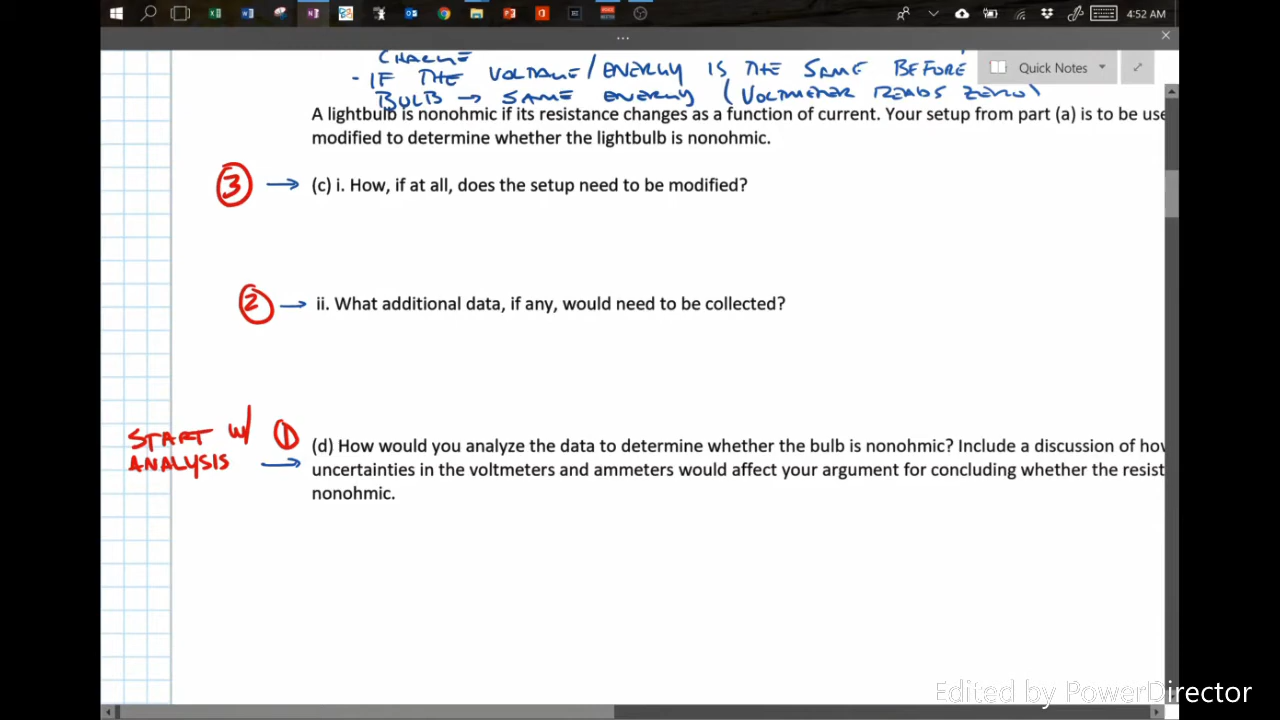 4:52 AM
CHARGE
- IF THE VOLTAGE/ENERGY IS THE SAME BEFORE
BULB → SAME ENERGY (VOLTMETER READS ZERO)
Quick Notes
A lightbulb is nonohmic if its resistance changes as a function of current. Your setup from part (a) is to be use
modified to determine whether the lightbulb is nonohmic.
3 → (c) i. How, if at all, does the setup need to be modified?
2 → ii. What additional data, if any, would need to be collected?
START W/ 1
ANALYSIS →
(d) How would you analyze the data to determine whether the bulb is nonohmic? Include a discussion of ho
uncertainties in the voltmeters and ammeters would affect your argument for concluding whether the resist
nonohmic.
Edited by PowerDirector